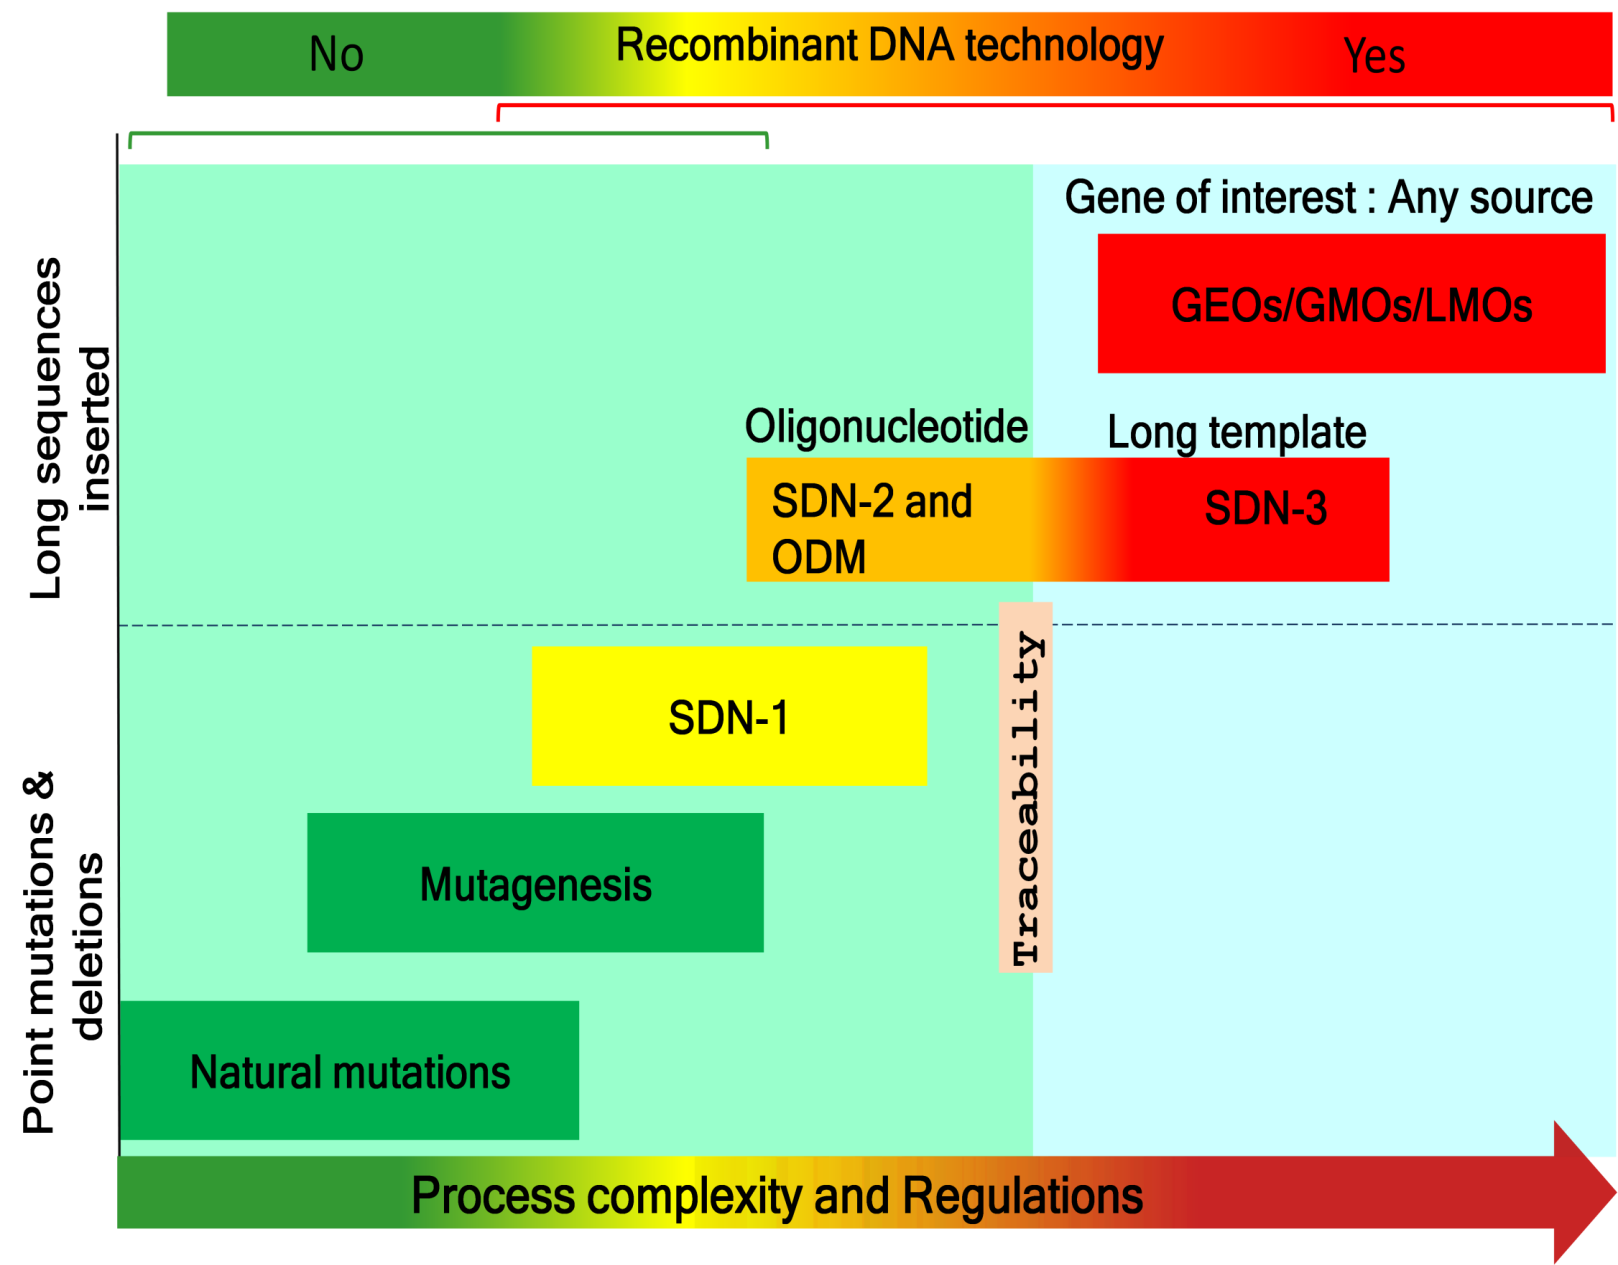 No
Recombinant DNA technology
Yes
Gene of interest : Any source
GEOs/GMOs/LMOs
Long sequences
inserted
Oligonucleotide
Long template
SDN-2 and
ODM
SDN-3
Traceability
SDN-1
Mutagenesis
Point mutations &
deletions
Natural mutations
Process complexity and Regulations